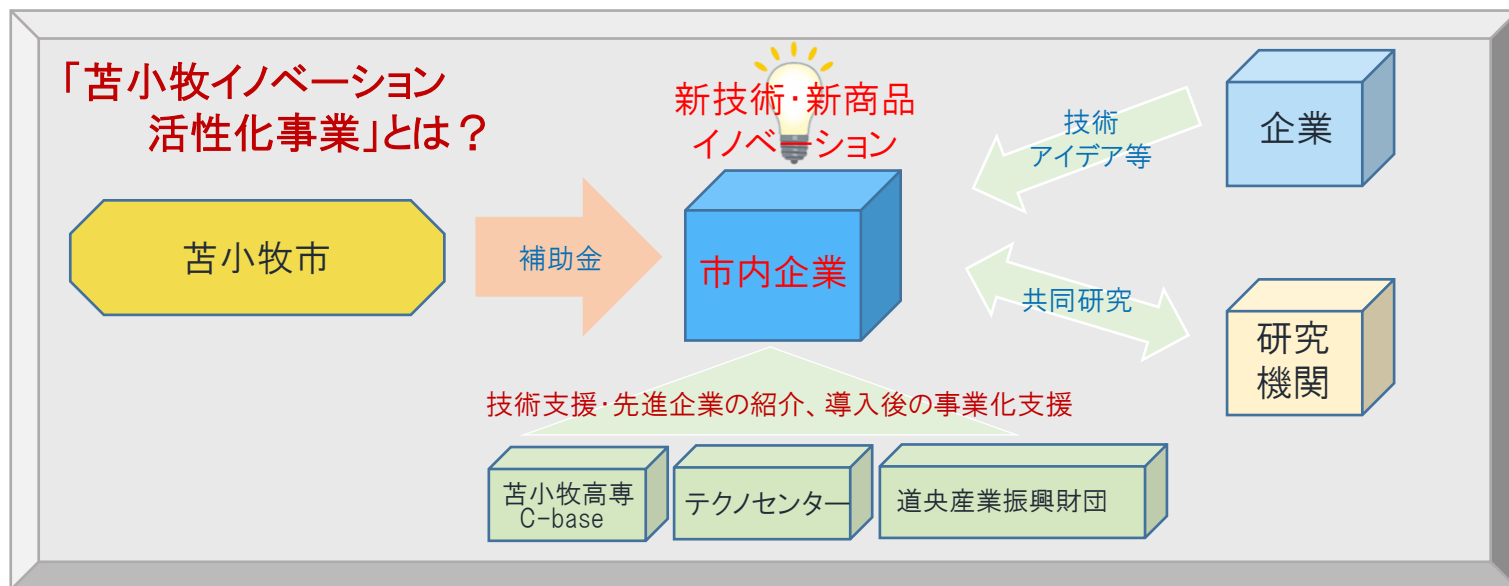 「苫小牧イノベーション
活性化事業」とは？
新技術・新商品
イノベーション
技術
アイデア等
企業
苫小牧市
補助金
市内企業
共同研究
研究
機関
技術支援・先進企業の紹介、導入後の事業化支援
苫小牧高専
C-base
テクノセンター
道央産業振興財団